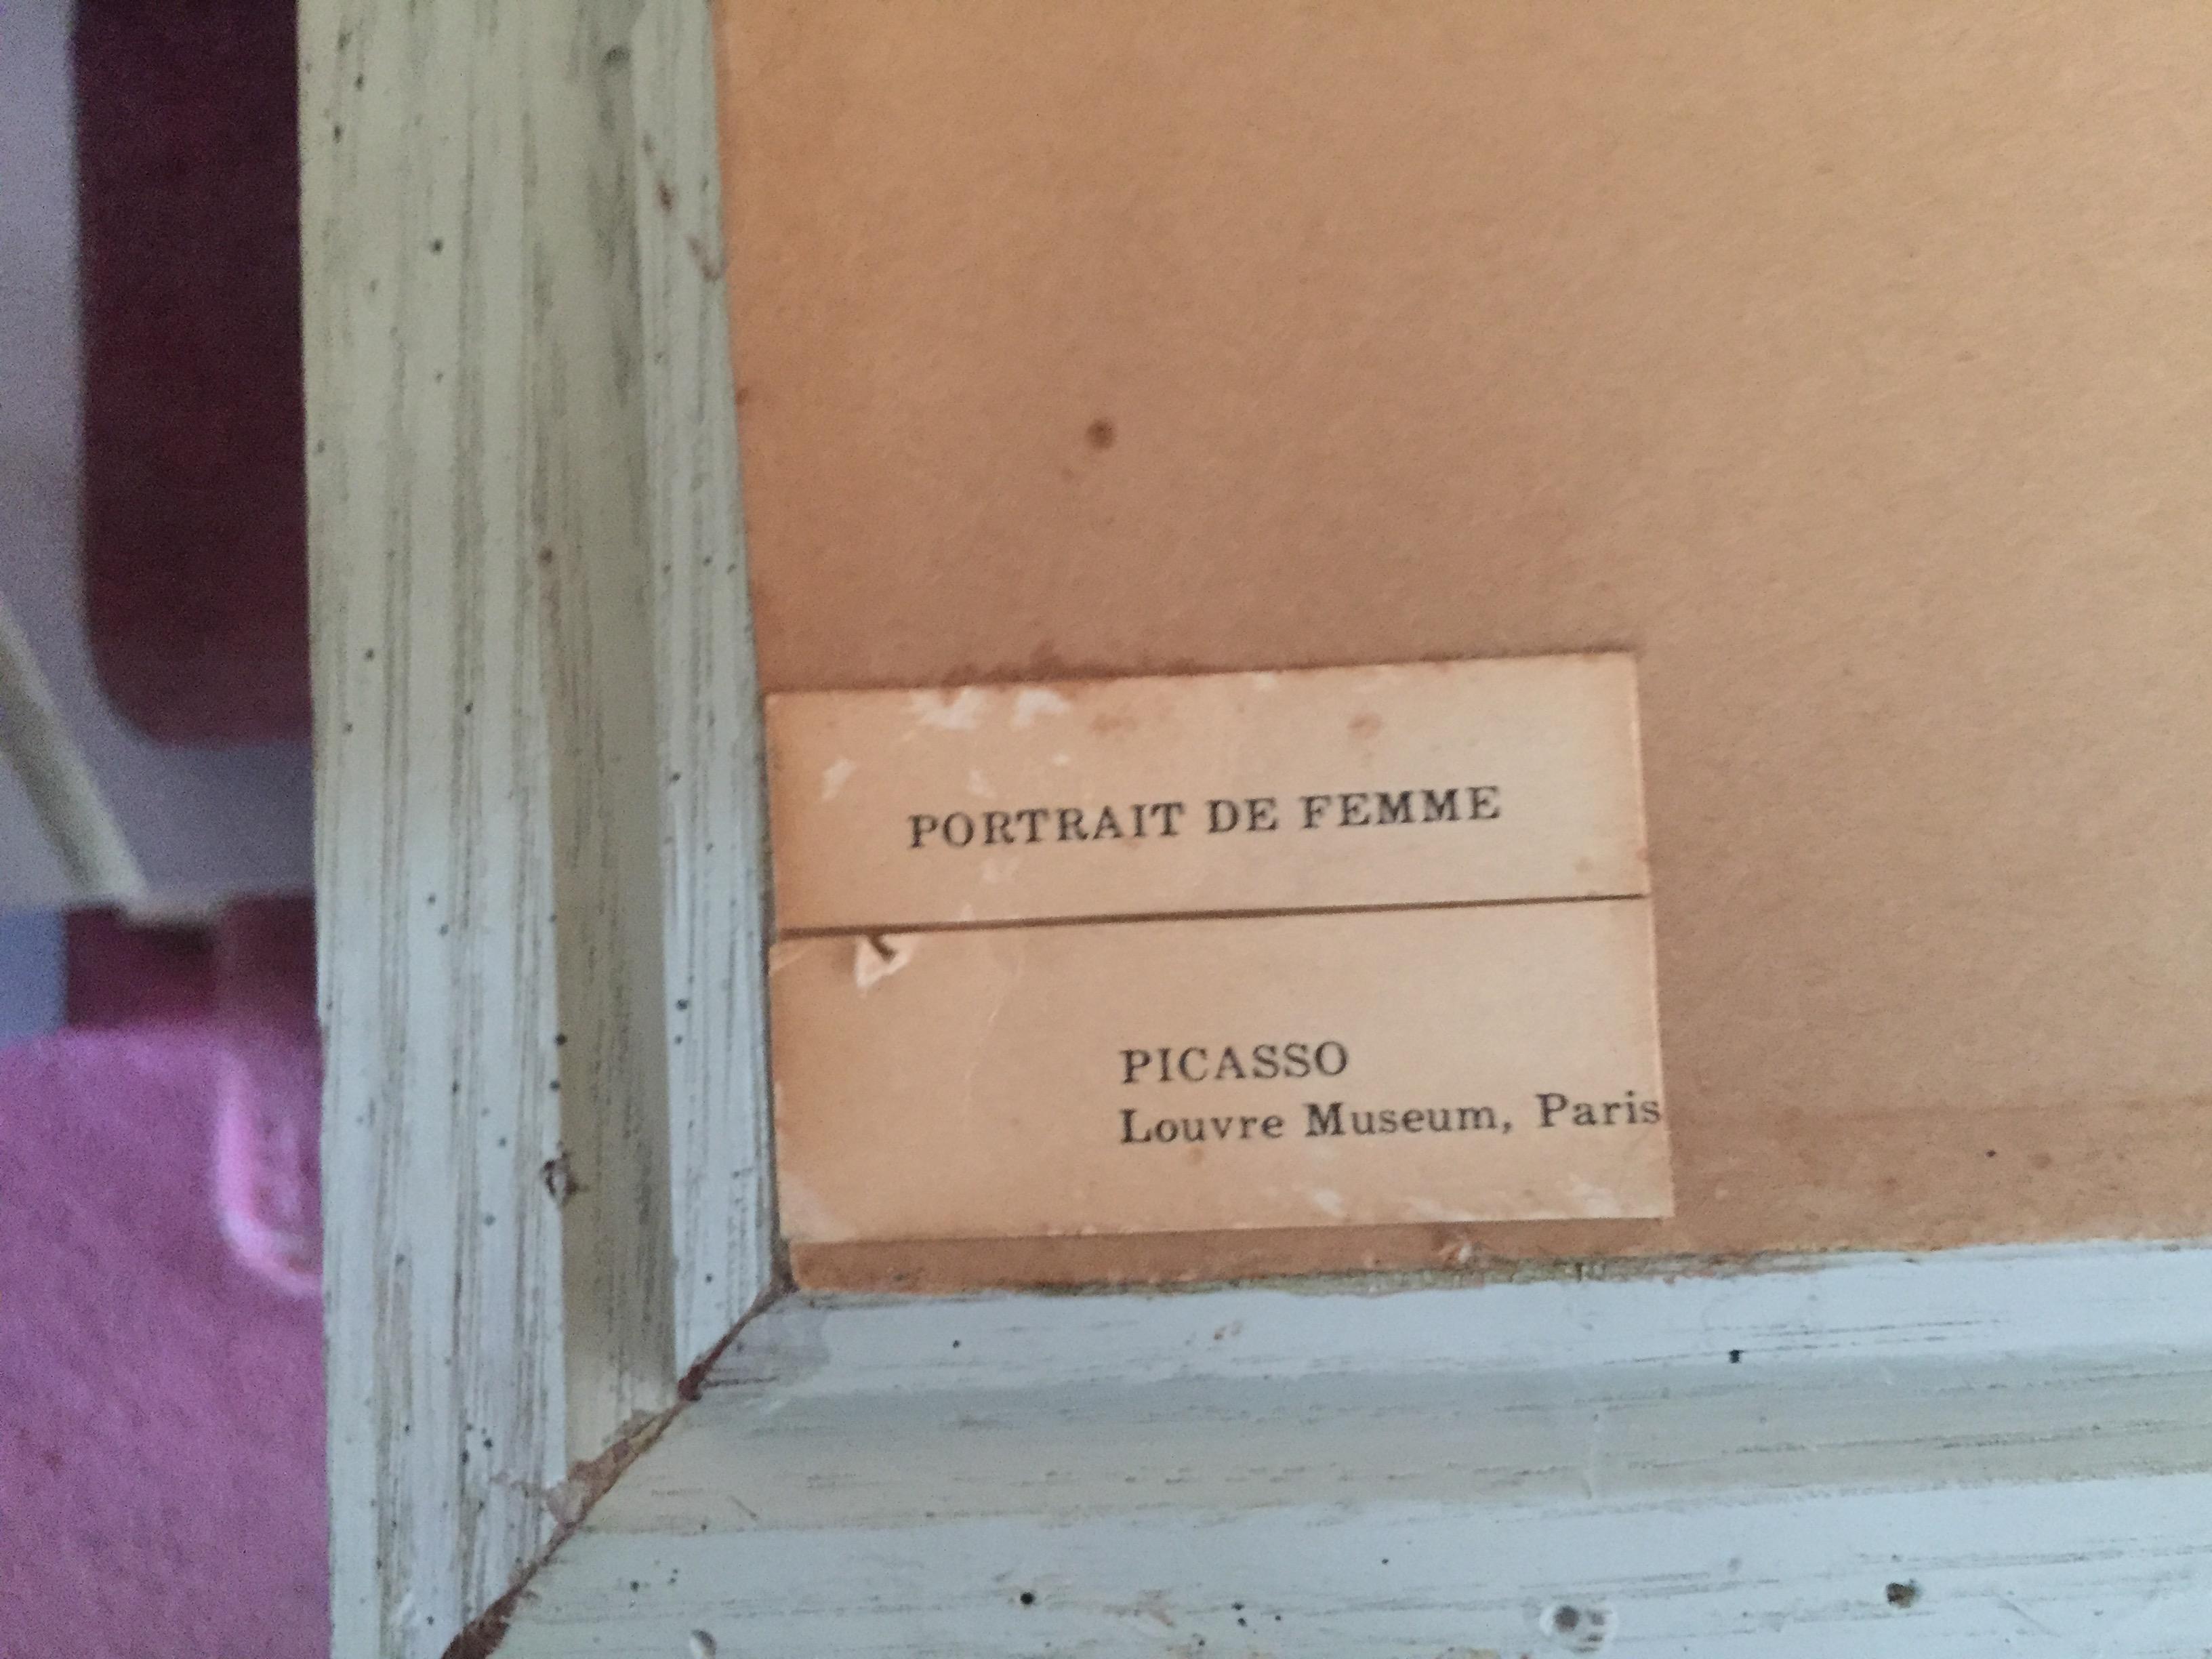 PORTRAIT DE FEMME
PICASSO
Louvre Museum, Paris